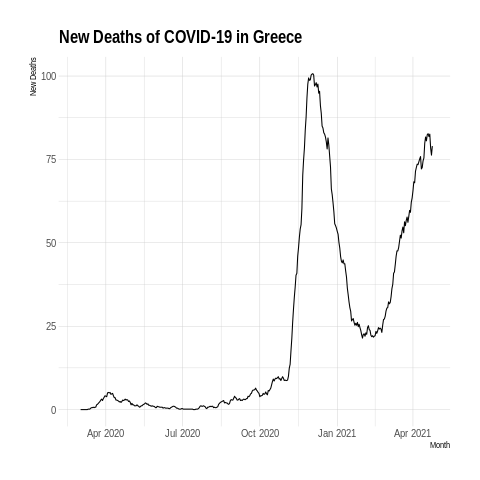 New Deaths of COVID-19 in Greece
New Deaths
100
75
50
25
0
Apr 2020 Jul 2020 Oct 2020 Jan 2021 Apr 2021
Month